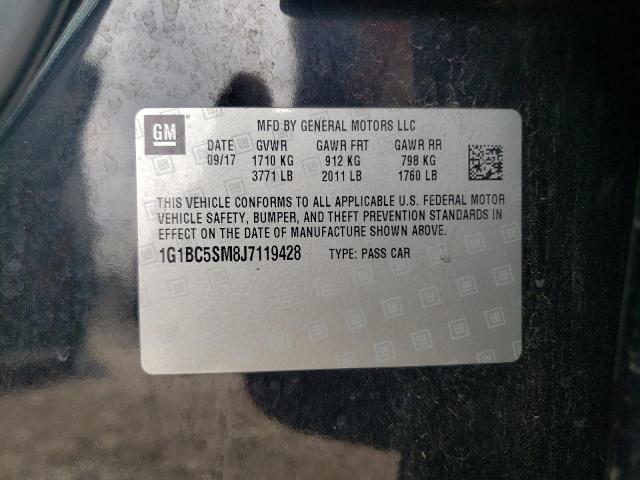 GM
MFD BY GENERAL MOTORS LLC
DATE GVWR GAWR FRT GAWR RR
09/17 1710 KG 912 KG 798 KG
3771 LB 2011 LB 1760 LB
THIS VEHICLE CONFORMS TO ALL APPLICABLE U.S. FEDERAL MOTOR
VEHICLE SAFETY, BUMPER, AND THEFT PREVENTION STANDARDS IN
EFFECT ON THE DATE OF MANUFACTURE SHOWN ABOVE.
1G1BC5SM8J7119428 TYPE: PASS CAR